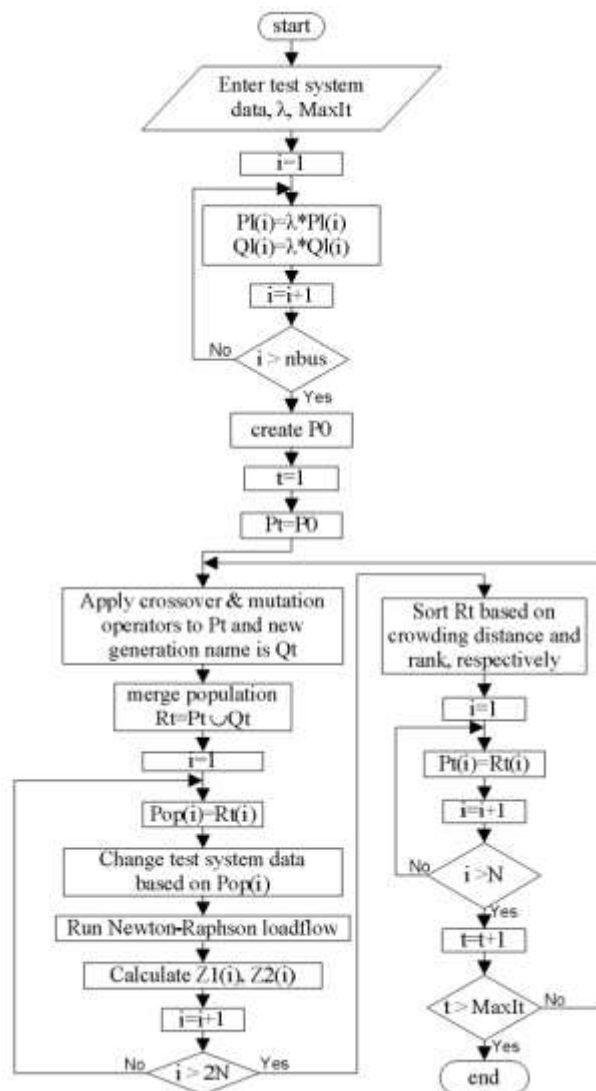 start
Enter test system
data, λ, MaxIt
i=1
Pl(i)=λ*Pl(i)
Ql(i)=λ*Ql(i)
i=i+1
No
i > nbus
Yes
create P0
t=1
Pt=P0
Apply crossover & mutation
operators to Pt and new
generation name is Qt
merge population
Rt=Pt∪Qt
i=1
Pop(i)=Rt(i)
Change test system data
based on Pop(i)
Run Newton-Raphson loadflow
Calculate Z1(i), Z2(i)
i=i+1
No
i > 2N
Yes
Sort Rt based on
crowding distance and
rank, respectively
i=1
Pt(i)=Rt(i)
i=i+1
No
i >N
Yes
t=t+1
t > MaxIt
No
Yes
end